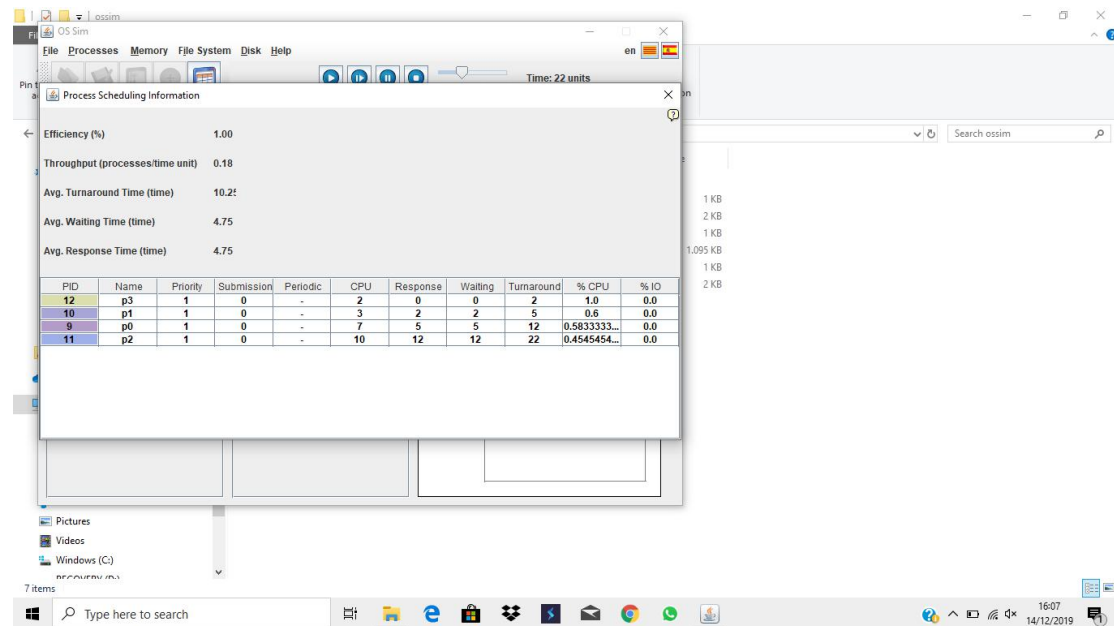 ossim
OS Sim
File Processes Memory File System Disk Help
en
Time: 22 units
Process Scheduling Information
Search ossim
Efficiency (%) 1.00
Throughput (processes/time unit) 0.18
Avg. Turnaround Time (time) 10.25
Avg. Waiting Time (time) 4.75
Avg. Response Time (time) 4.75
1 KB
2 KB
1 KB
1.095 KB
1 KB
2 KB
PID Name Priority Submission Periodic CPU Response Waiting Turnaround % CPU % IO
12 p3 1 0 - 2 0 0 2 1.0 0.0
10 p1 1 0 - 3 2 2 5 0.6 0.0
9 p0 1 0 - 7 5 5 12 0.5833333... 0.0
11 p2 1 0 - 10 12 12 22 0.4545454... 0.0
Pictures
Videos
Windows (C:)
RECOVERY (D:)
7 items
Type here to search
16:07
14/12/2019